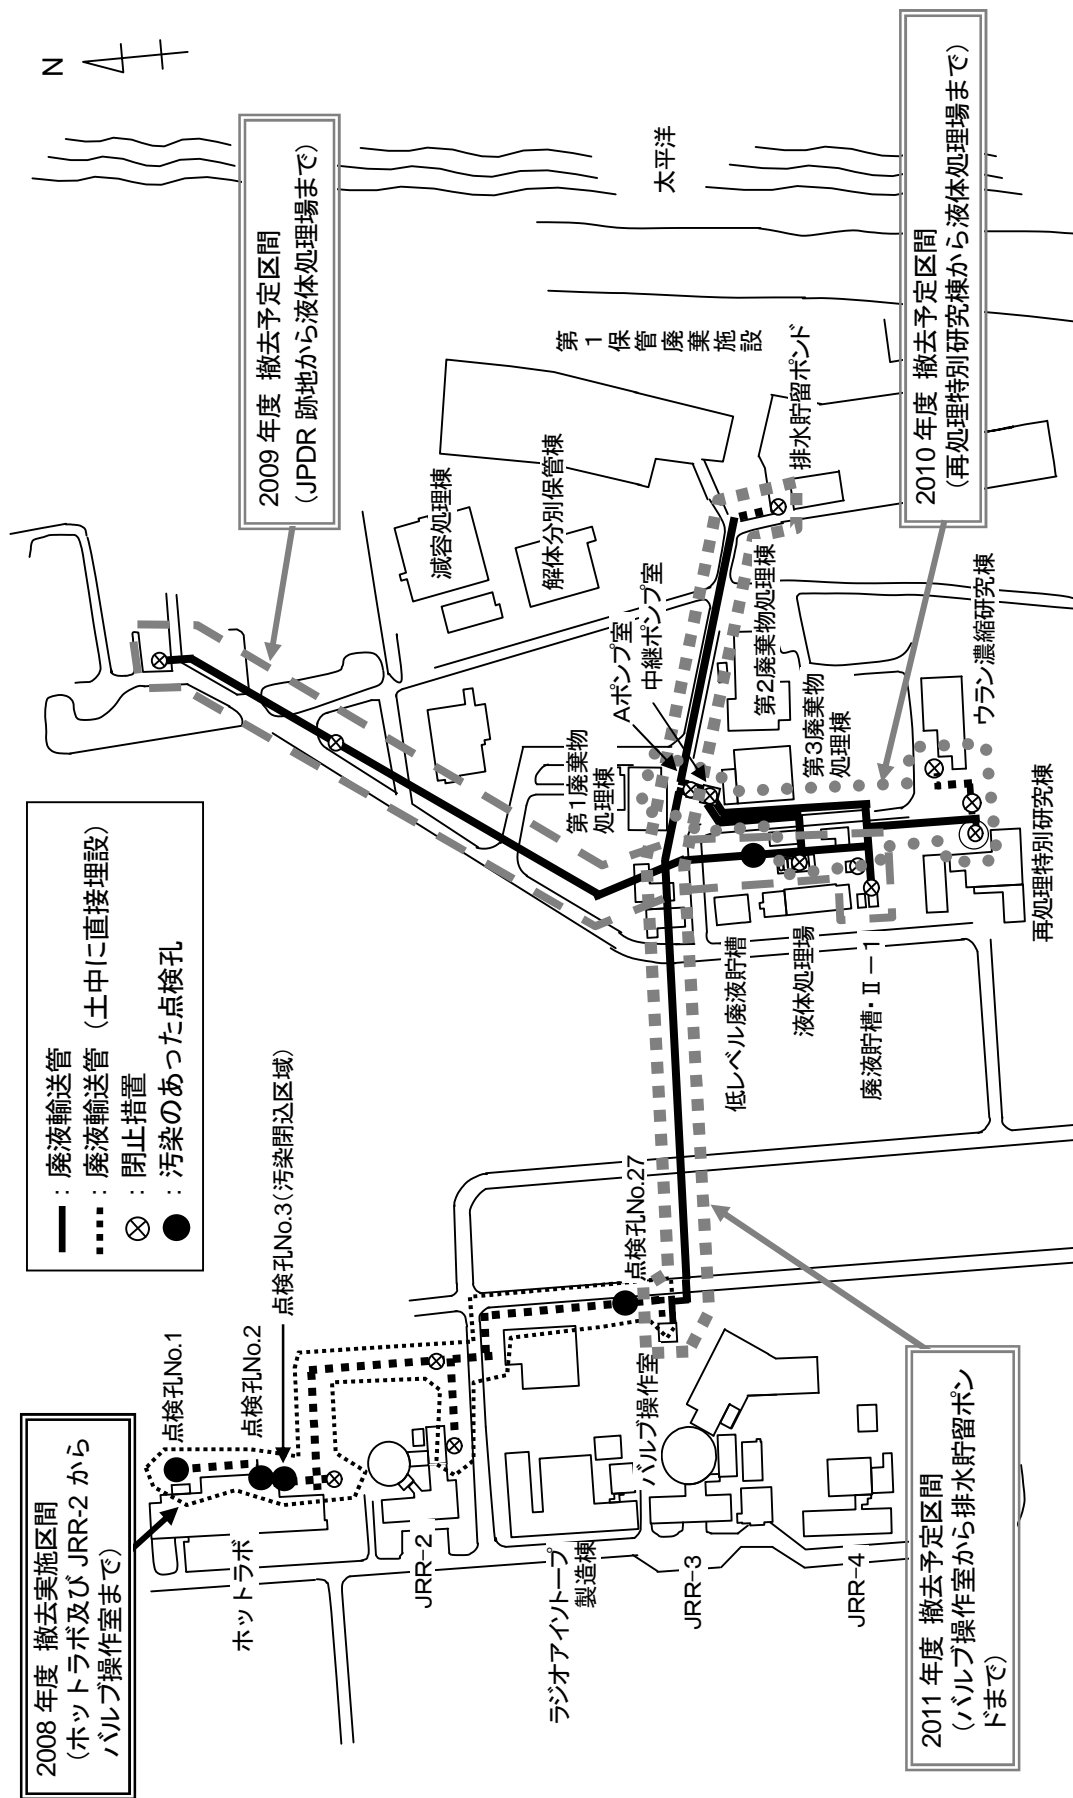 N
2008 年度 撤去実施区間
（ホットラボ及び JRR-2 から
バルブ操作室まで）
: 廃液輸送管
: 廃液輸送管 （土中に直接埋設）
: 閉止措置
: 汚染のあった点検孔
2009 年度 撤去予定区間
（JPDR 跡地から液体処理場まで）
点検孔No.1
点検孔No.2
点検孔No.3（汚染閉込区域）
ホットラボ
JRR-2
ラジオアイソトープ
製造棟
点検孔No.27
バルブ操作室
JRR-3
JRR-4
減容処理棟
解体分別保管棟
第１保管廃棄施設
太平洋
第１廃棄物
処理棟
Aポンプ室
中継ポンプ室
排水貯留ポンド
第２廃棄物処理棟
第３廃棄物
処理棟
低レベル廃液貯槽
液体処理場
廃液貯槽・Ⅱ－１
ウラン濃縮研究棟
再処理特別研究棟
2011 年度 撤去予定区間
（バルブ操作室から排水貯留ポン
ドまで）
2010 年度 撤去予定区間
（再処理特別研究棟から液体処理場まで）